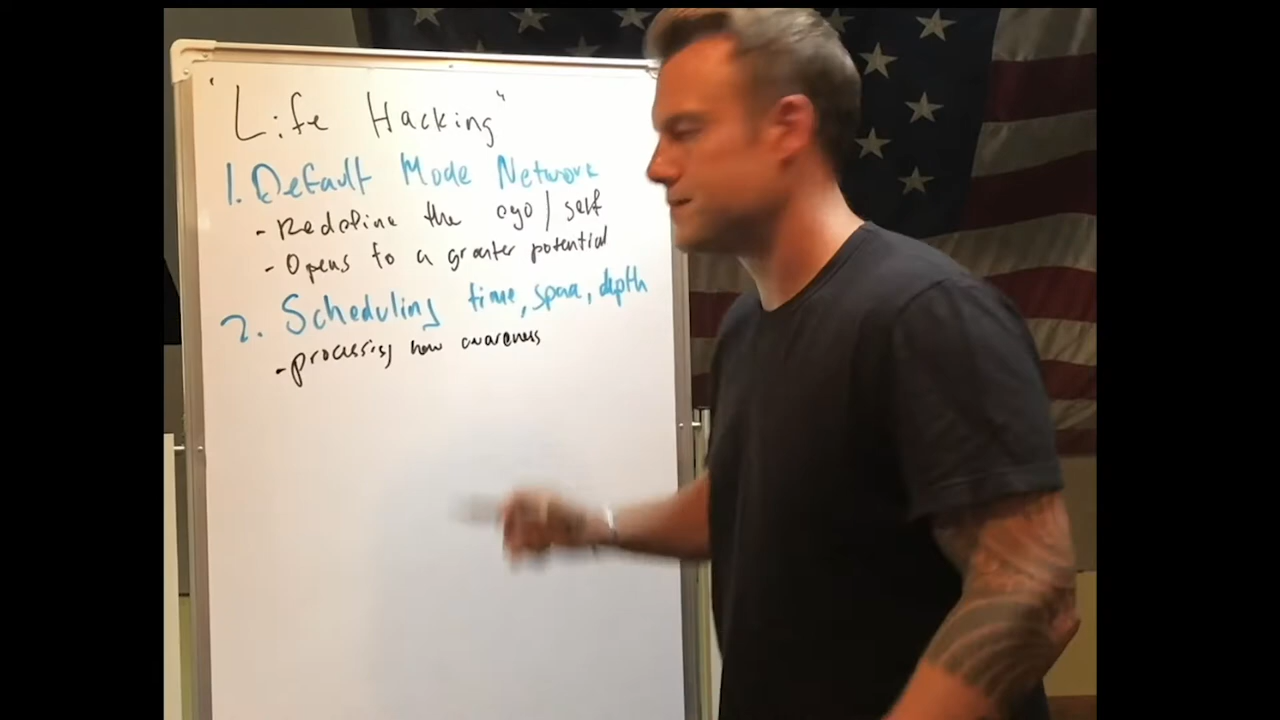 "Life Hacking"
1. Default Mode Network
- Redefine the ego / self
- Opens to a greater potential
2. Scheduling time, space, depth
- processing new awareness